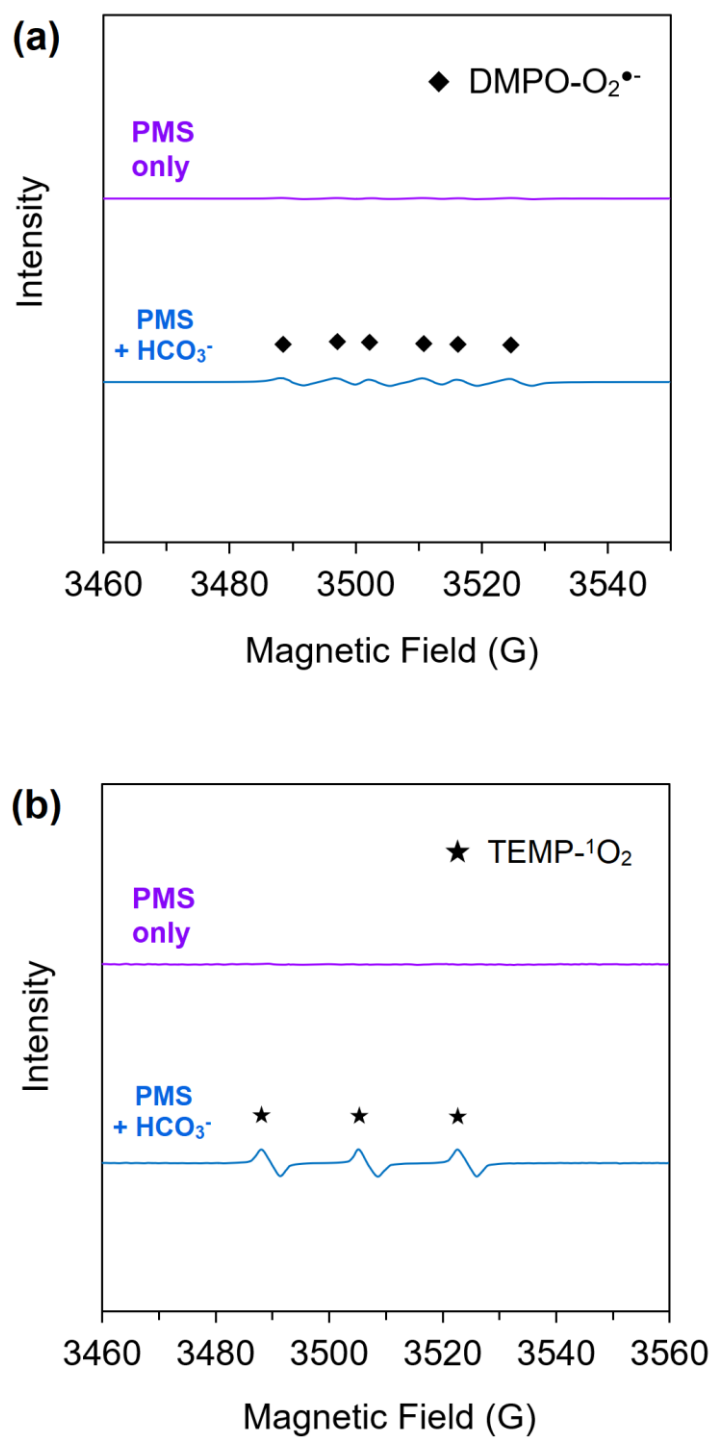 (a)
◆ DMPO-O₂•⁻
PMS
only
PMS
+ HCO₃⁻
Intensity
3460 3480 3500 3520 3540
Magnetic Field (G)
(b)
★ TEMP-¹O₂
PMS
only
PMS
+ HCO₃⁻
Intensity
3460 3480 3500 3520 3540 3560
Magnetic Field (G)